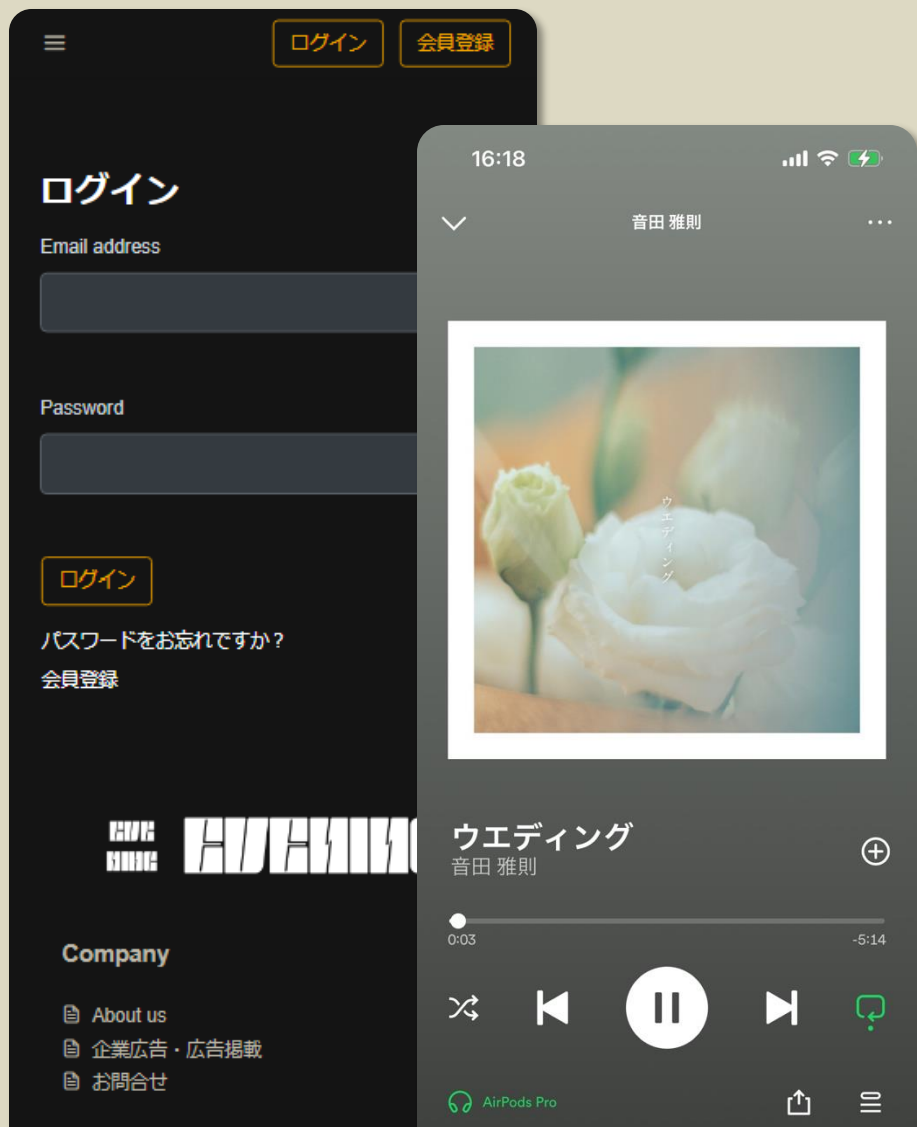 ログイン
会員登録
ログイン
Email address
Password
ログイン
パスワードをお忘れですか？
会員登録
Company
About us
企業広告・広告掲載
お問合せ
16:18
音田 雅則
ウエディング
ウエディング
音田 雅則
0:03
-5:14
AirPods Pro